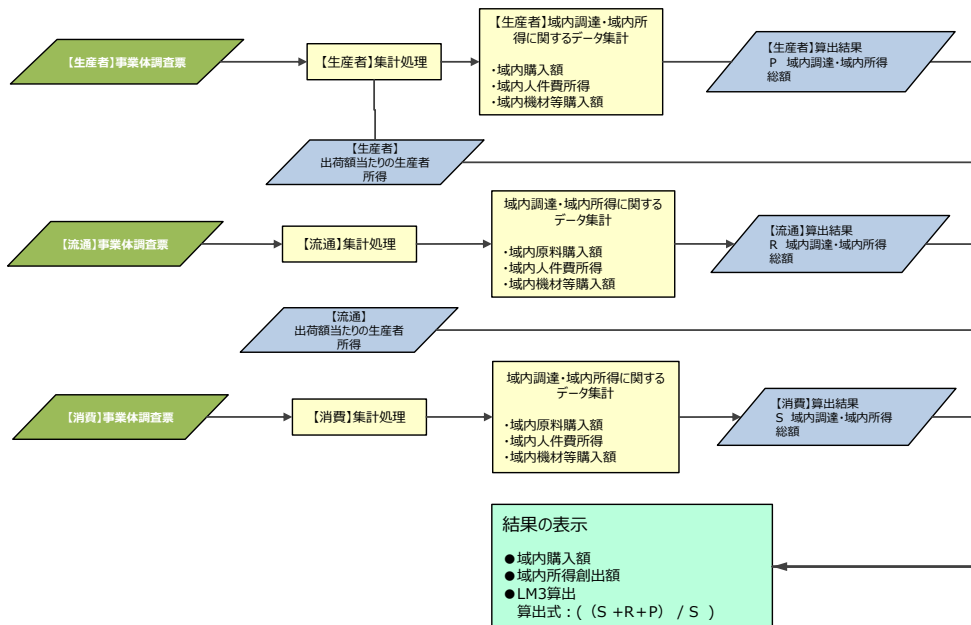 【生産者】事業体調査票
【生産者】集計処理
【生産者】域内調達・域内所
得に関するデータ集計
・域内購入額
・域内人件費所得
・域内機材等購入額
【生産者】算出結果
P 域内調達・域内所得
総額
【生産者】
出荷額当たりの生産者
所得
【流通】事業体調査票
【流通】集計処理
域内調達・域内所得に関する
データ集計
・域内原料購入額
・域内人件費所得
・域内機材等購入額
【流通】算出結果
R 域内調達・域内所得
総額
【流通】
出荷額当たりの生産者
所得
【消費】事業体調査票
【消費】集計処理
域内調達・域内所得に関する
データ集計
・域内原料購入額
・域内人件費所得
・域内機材等購入額
【消費】算出結果
S 域内調達・域内所得
総額
結果の表示
●域内購入額
●域内所得創出額
●LM3算出
算出式：(（S +R+P） / S ）